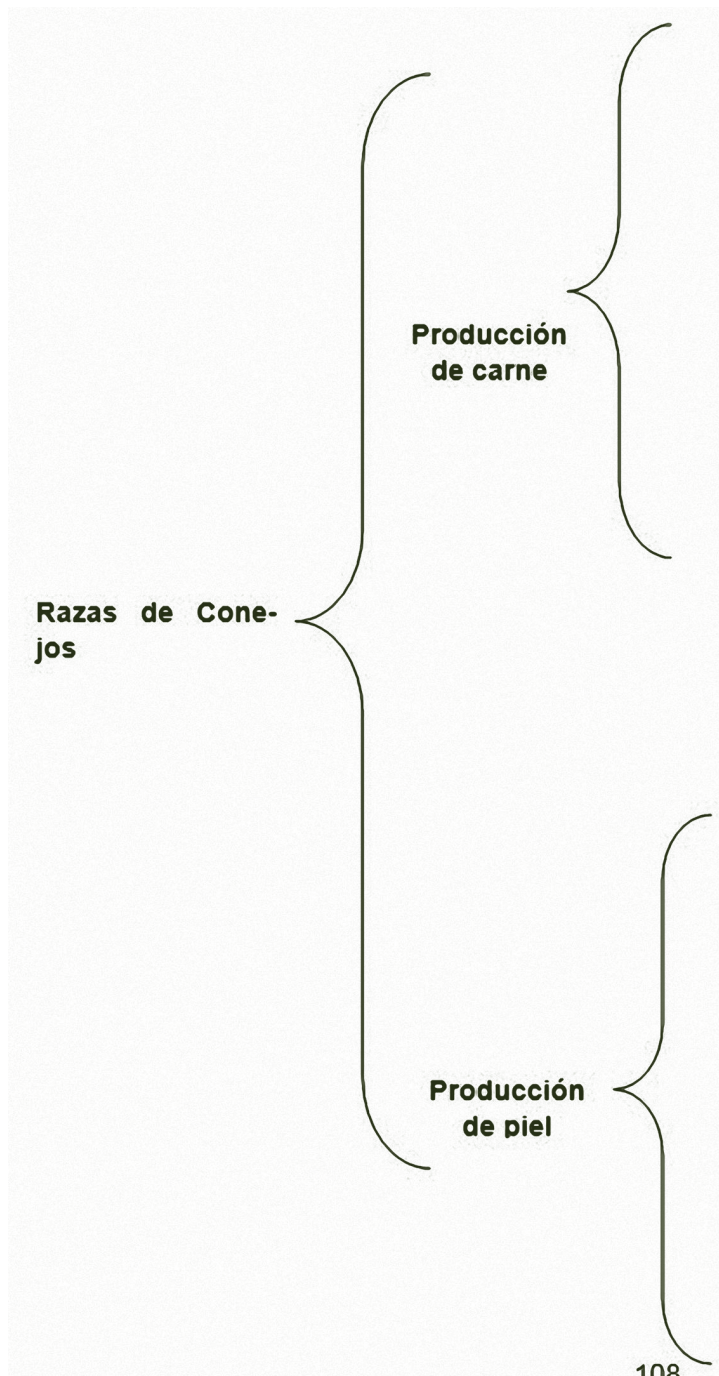 Producción
de carne
Razas de Cone-
jos
Producción
de piel
108